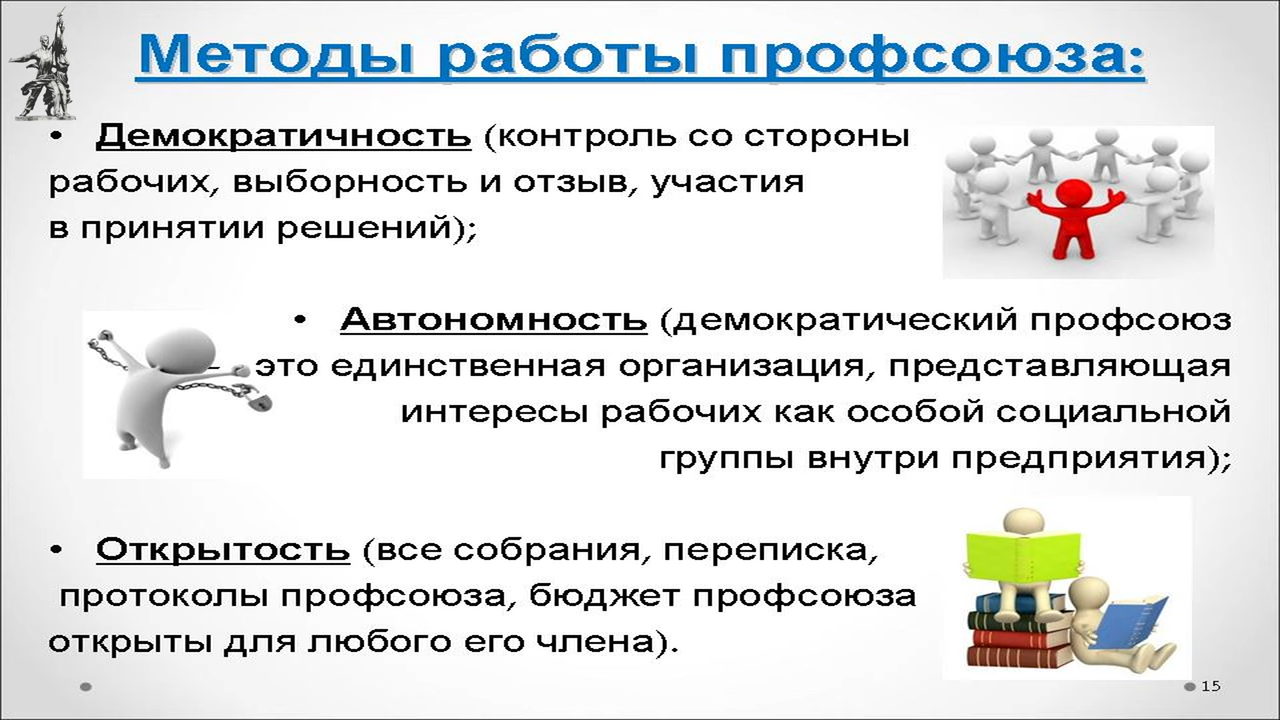 Методы работы профсоюза:
• Демократичность (контроль со стороны
рабочих, выборность и отзыв, участия
в принятии решений);
• Автономность (демократический профсоюз
- это единственная организация, представляющая
интересы рабочих как особой социальной
группы внутри предприятия);
• Открытость (все собрания, переписка,
протоколы профсоюза, бюджет профсоюза
открыты для любого его члена).
15